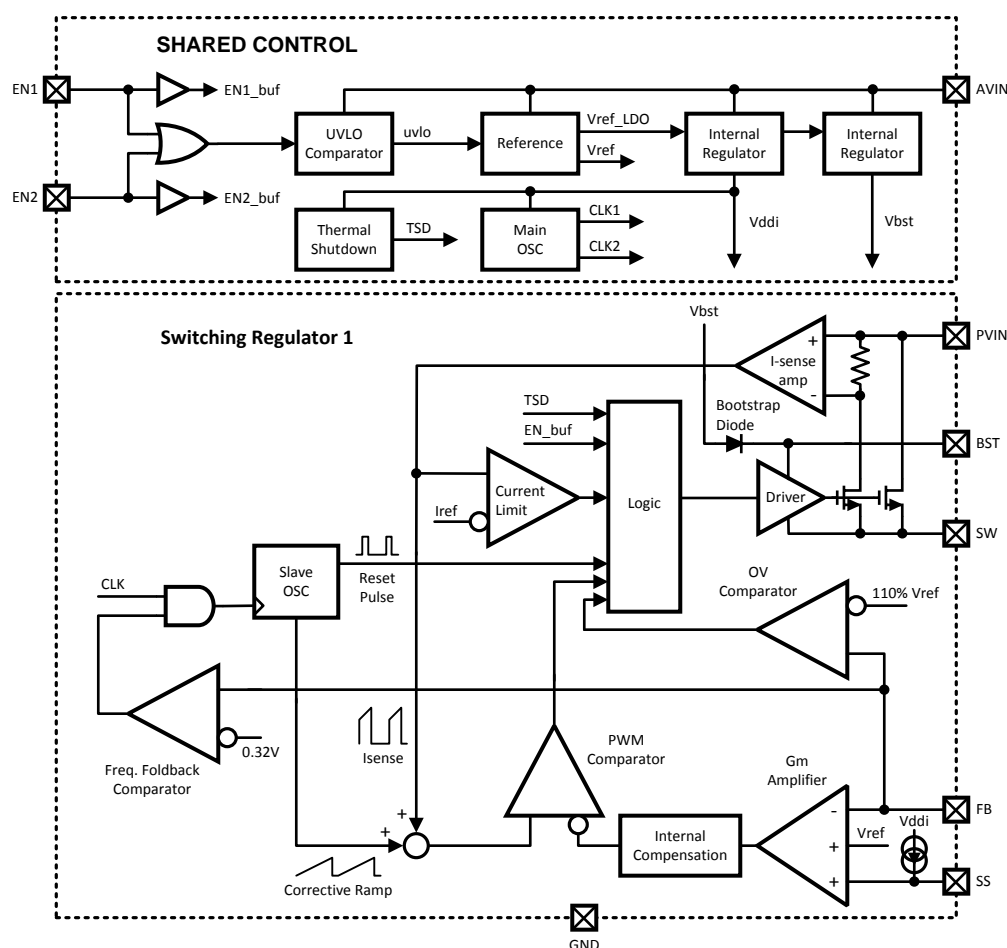 SHARED CONTROL
EN1
EN1_buf
AVIN
UVLO
Comparator
uvlo
Reference
Vref_LDO
Vref
Internal
Regulator
Internal
Regulator
EN2
EN2_buf
Thermal
Shutdown
TSD
Main
OSC
CLK1
CLK2
Vddi
Vbst
Switching Regulator 1
Vbst
+
I-sense
amp
-
PVIN
TSD
EN_buf
Bootstrap
Diode
BST
Current
Limit
Iref
Logic
Driver
SW
CLK
Slave
OSC
Reset
Pulse
OV
Comparator
110% Vref
0.32V
Freq. Foldback
Comparator
Isense
PWM
Comparator
Gm
Amplifier
-
FB
+
+
Internal
Compensation
Vref
+
Vddi
+
SS
Corrective Ramp
GND